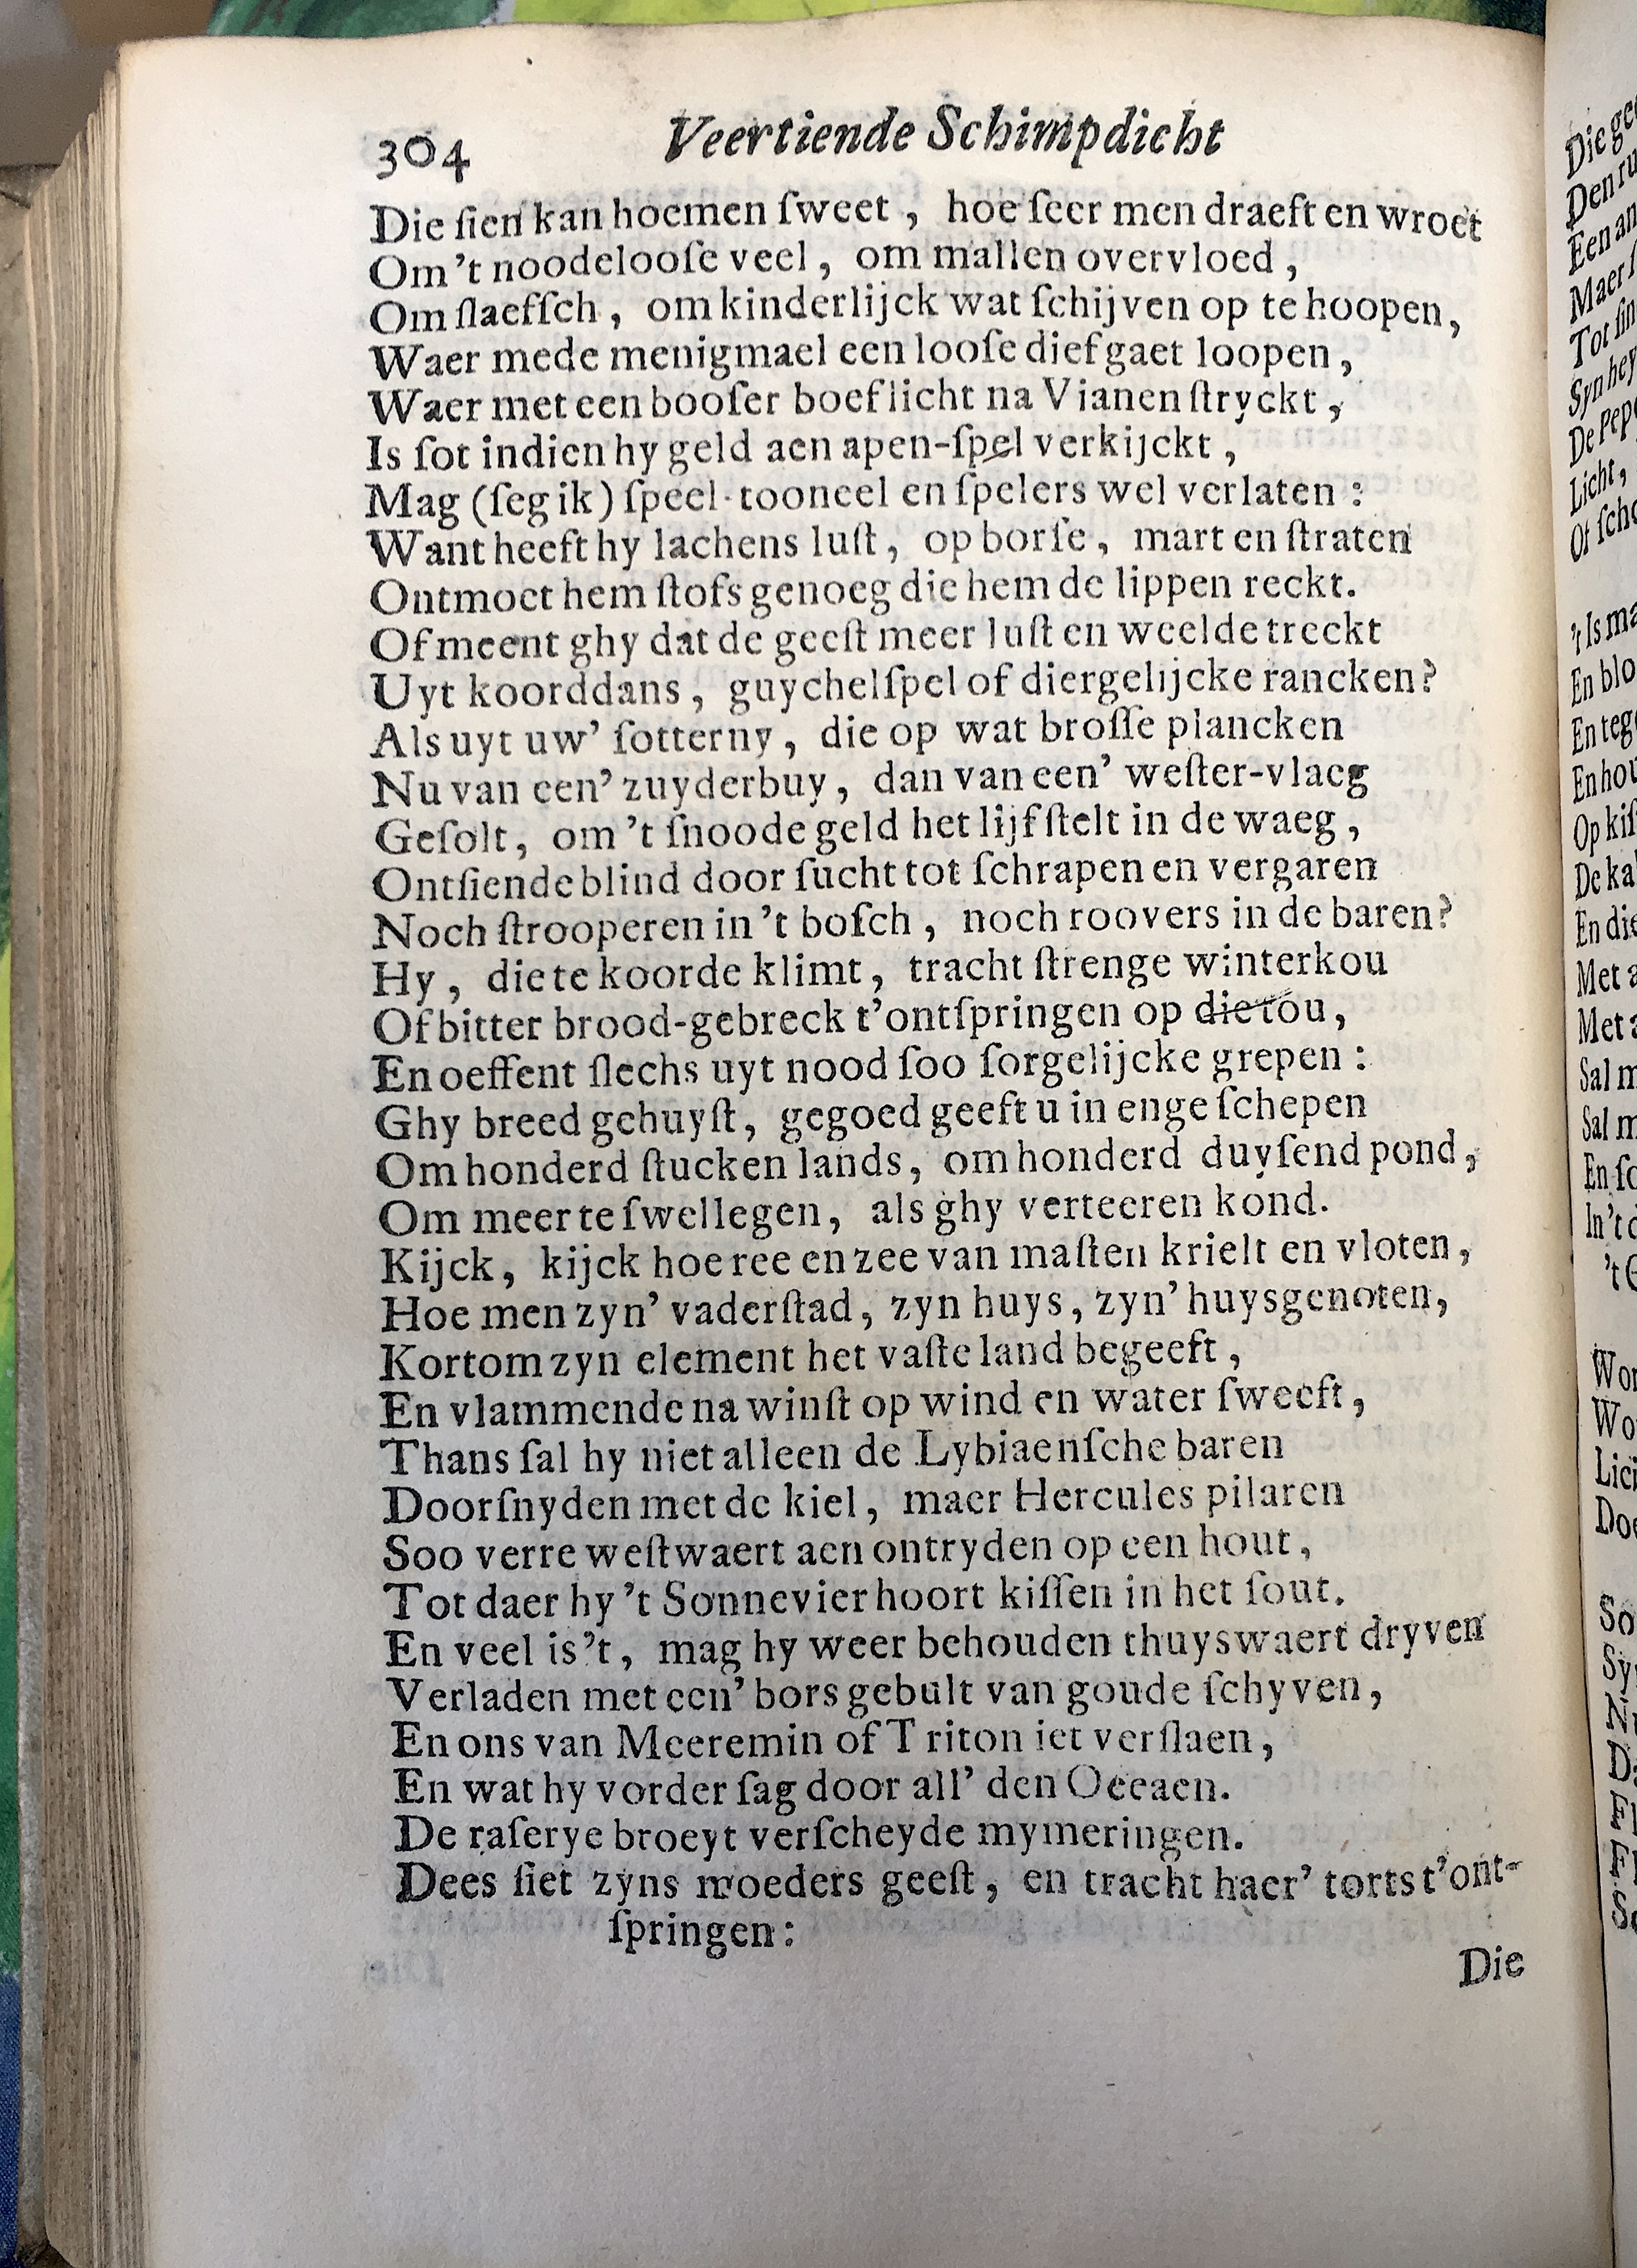 304 Veertiende Schimpdicht
Die ſien kan hoemen ſweet, hoe ſeer men draeft en wroet
Om 't noodelooſe veel, om mallen overvloed,
Om ſlaefſch, om kinderlijck wat ſchijven op te hoopen,
Waer mede menigmael een looſe dief gaet loopen,
Waer met een booſer boef licht na Vianen ſtryckt,
Is ſot indien hy geld aen apen-ſpel verkijckt,
Mag (ſeg ik) ſpeel-tooneel en ſpelers wel verlaten:
Want heeft hy lachens luſt, op borſe, mart en ſtraten
Ontmoet hem ſtofs genoeg die hem de lippen reckt.
Of meent ghy dat de geeſt meer luſt en weelde treckt
Uyt koorddans, guychelſpel of diergelijcke rancken?
Als uyt uw' ſotterny, die op wat broſſe plancken
Nu van een' zuyderbuy, dan van een' weſter-vlaeg
Geſolt, om 't ſnoode geld het lijf ſtelt in de waeg,
Ontſiende blind door ſucht tot ſchrapen en vergaren
Noch ſtrooperen in 't boſch, noch roovers in de baren?
Hy, die te koorde klimt, tracht ſtrenge winterkou
Of bitter brood-gebreck t'ontſpringen op die tou,
En oeffent ſlechs uyt nood ſoo ſorgelijcke grepen:
Ghy breed gehuyſt, gegoed geeft u in enge ſchepen
Om honderd ſtucken lands, om honderd duyſend pond,
Om meer te ſwellegen, als ghy verteeren kond.
Kijck, kijck hoe ree en zee van maſten krielt en vloten,
Hoe men zyn' vaderſtad, zyn huys, zyn' huysgenoten,
Kortom zyn element het vaſte land begeeft,
En vlammende na winſt op wind en water ſweeft,
Thans ſal hy niet alleen de Lybiaenſche baren
Doorſnyden met de kiel, maer Hercules pilaren
Soo verre weſtwaert aen ontryden op een hout,
Tot daer hy 't Sonnevier hoort kiſſen in het ſout.
En veel is 't, mag hy weer behouden thuyswaert dryven
Verladen met een' bors gebult van goude ſchyven,
En ons van Meeremin of Triton iet verſlaen,
En wat hy vorder ſag door all' den Oceaen.
De raſerye broeyt verſcheyde mymeringen.
Dees ſiet zyns moeders geeſt, en tracht haer' torts t'ont-
ſpringen:
Die